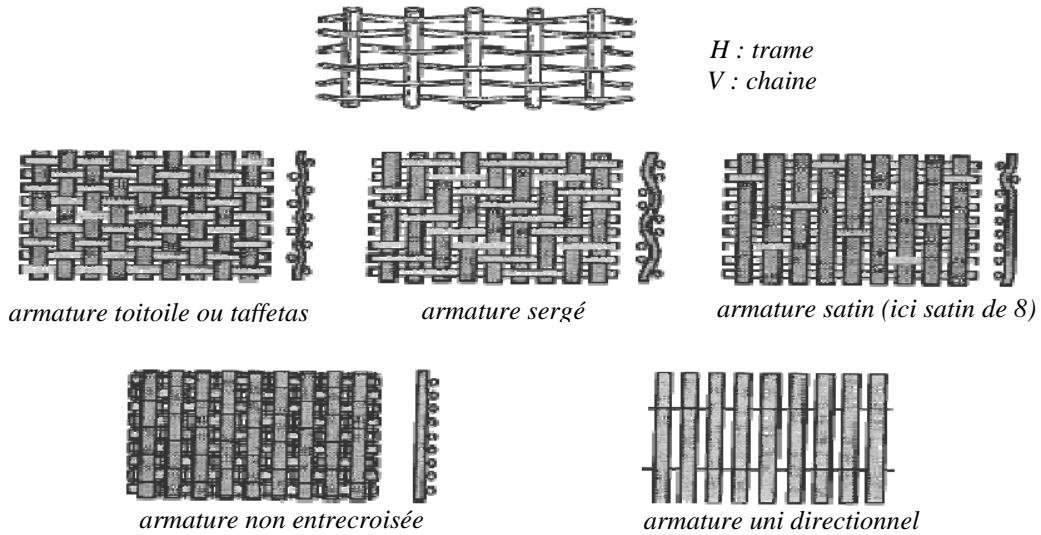 H : trame
V : chaine
armature toitoile ou taffetas
armature sergé
armature satin (ici satin de 8)
armature non entrecroisée
armature uni directionnel